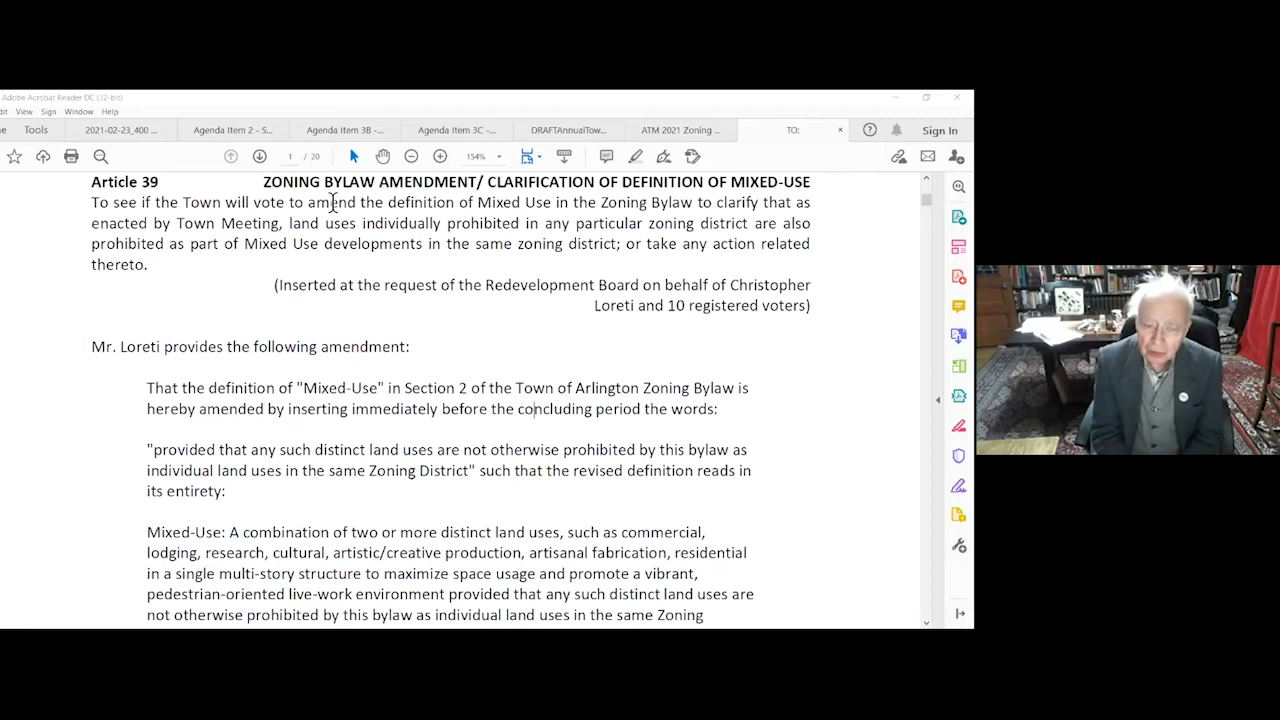 Adobe Acrobat Reader DC (32-bit)
dit View Sign Window Help
e Tools 2021-02-23_400 ... Agenda Item 2 - S... Agenda Item 3B -... Agenda Item 3C -... DRAFTAnnualTow... ATM 2021 Zoning ... TO: × Sign In
1 / 20 154%
Article 39 ZONING BYLAW AMENDMENT/ CLARIFICATION OF DEFINITION OF MIXED-USE
To see if the Town will vote to amend the definition of Mixed Use in the Zoning Bylaw to clarify that as
enacted by Town Meeting, land uses individually prohibited in any particular zoning district are also
prohibited as part of Mixed Use developments in the same zoning district; or take any action related
thereto.
(Inserted at the request of the Redevelopment Board on behalf of Christopher
Loreti and 10 registered voters)
Mr. Loreti provides the following amendment:
That the definition of "Mixed-Use" in Section 2 of the Town of Arlington Zoning Bylaw is
hereby amended by inserting immediately before the concluding period the words:
"provided that any such distinct land uses are not otherwise prohibited by this bylaw as
individual land uses in the same Zoning District" such that the revised definition reads in
its entirety:
Mixed-Use: A combination of two or more distinct land uses, such as commercial,
lodging, research, cultural, artistic/creative production, artisanal fabrication, residential
in a single multi-story structure to maximize space usage and promote a vibrant,
pedestrian-oriented live-work environment provided that any such distinct land uses are
not otherwise prohibited by this bylaw as individual land uses in the same Zoning